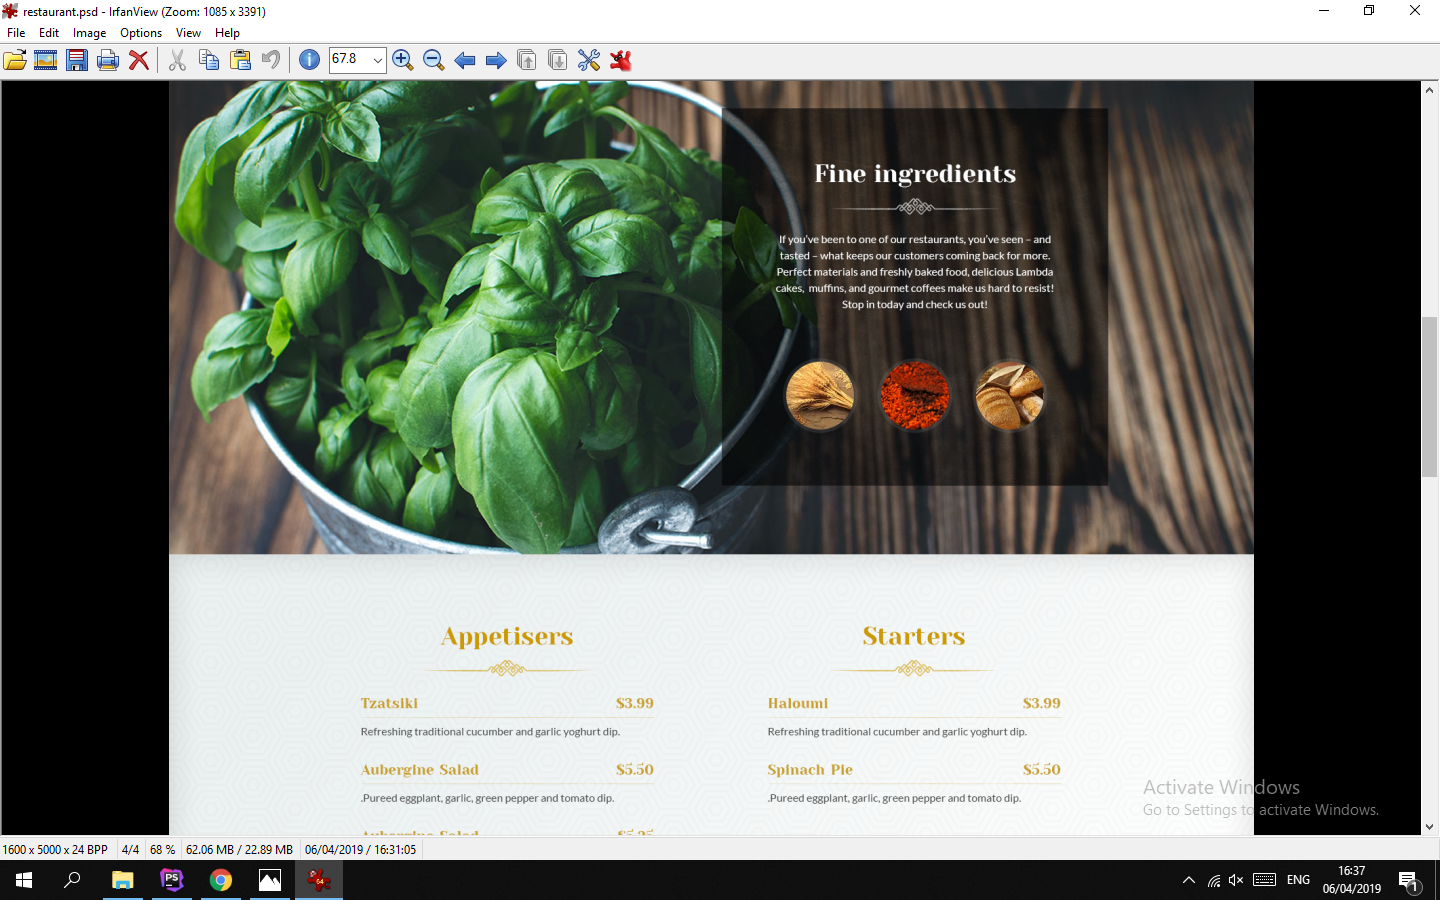 restaurant.psd - IrfanView (Zoom: 1085 x 3391)
File Edit Image Options View Help
67.8
Fine ingredients
If you've been to one of our restaurants, you've seen – and
tasted – what keeps our customers coming back for more.
Perfect materials and freshly baked food, delicious Lambda
cakes, muffins, and gourmet coffees make us hard to resist!
Stop in today and check us out!
Appetisers
Tzatsiki $3.99
Refreshing traditional cucumber and garlic yoghurt dip.
Aubergine Salad $5.50
.Pureed eggplant, garlic, green pepper and tomato dip.
Aubergine Salad $5.25
Starters
Haloumi $3.99
Refreshing traditional cucumber and garlic yoghurt dip.
Spinach Pie $5.50
.Pureed eggplant, garlic, green pepper and tomato dip.
Activate Windows
Go to Settings to activate Windows.
1600 x 5000 x 24 BPP 4/4 68 % 62.06 MB / 22.89 MB 06/04/2019 / 16:31:05
PS
64
ENG
16:37
06/04/2019
1